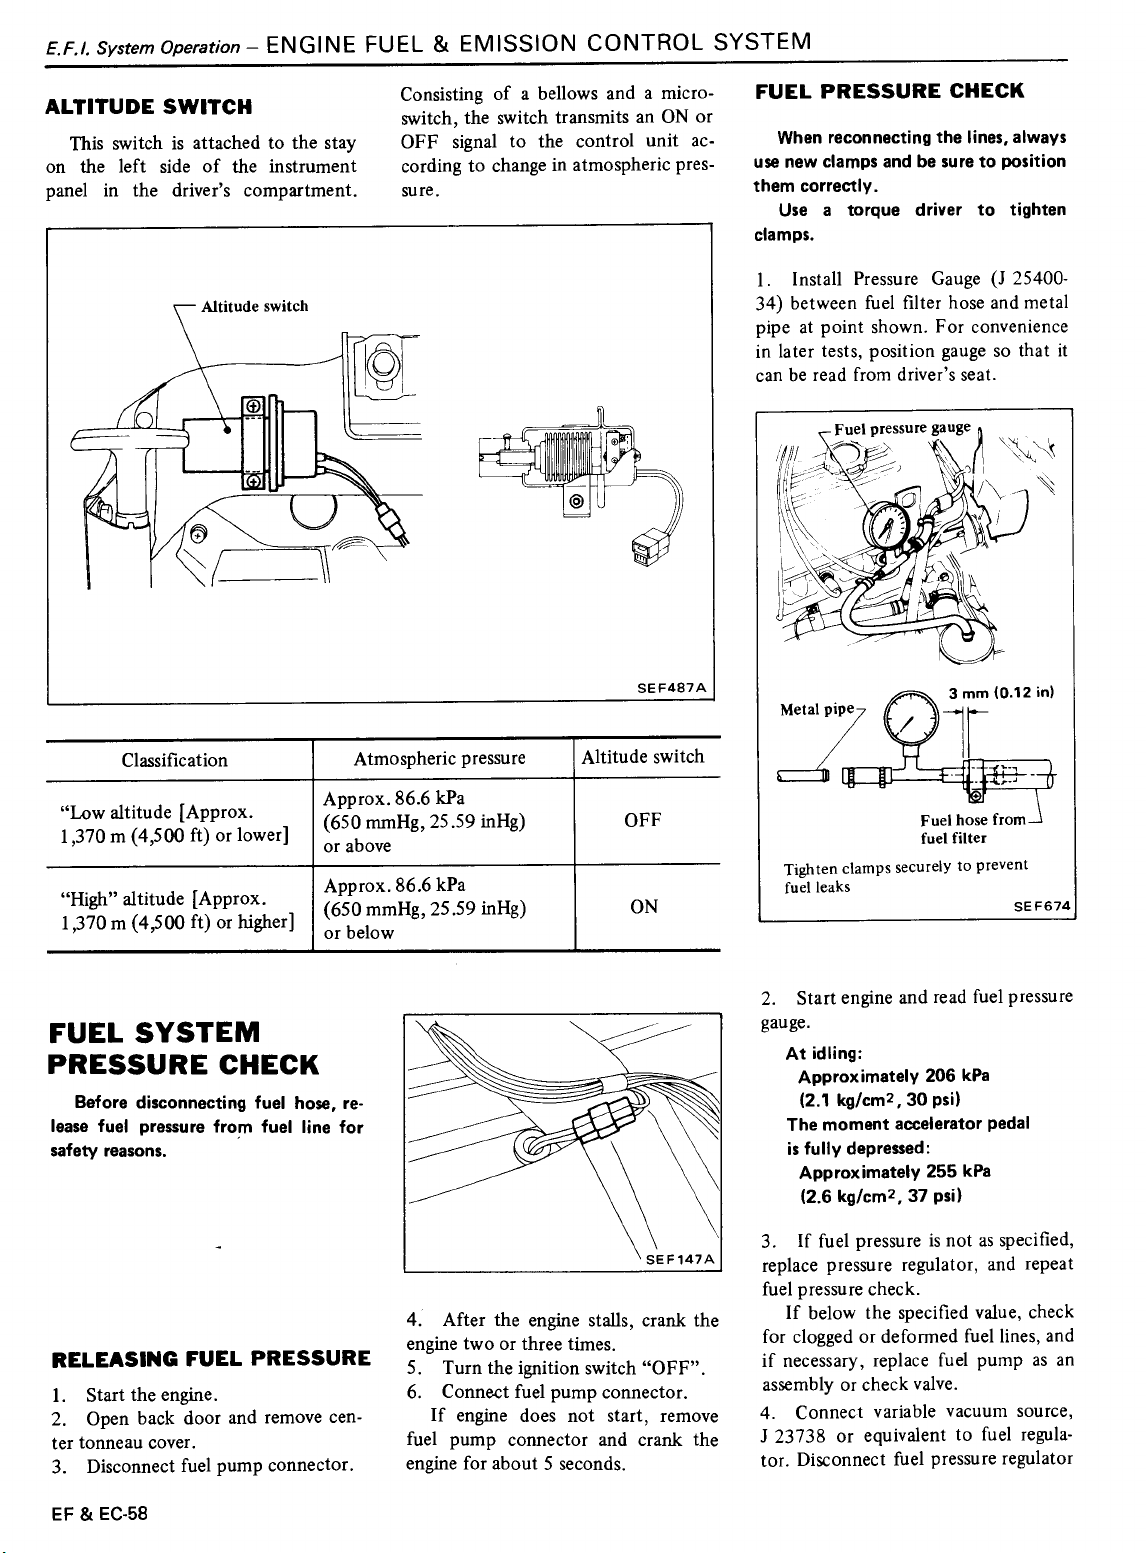 E.F.I. System Operation – ENGINE FUEL & EMISSION CONTROL SYSTEM
ALTITUDE SWITCH
This switch is attached to the stay
on the left side of the instrument
panel in the driver's compartment.
Consisting of a bellows and a micro-
switch, the switch transmits an ON or
OFF signal to the control unit ac-
cording to change in atmospheric pres-
sure.
Altitude switch
SEF487A
Classification Atmospheric pressure Altitude switch
"Low altitude [Approx.
1,370 m (4,500 ft) or lower]
Approx. 86.6 kPa
(650 mmHg, 25.59 inHg)
or above
OFF
"High" altitude [Approx.
1,370 m (4,500 ft) or higher]
Approx. 86.6 kPa
(650 mmHg, 25.59 inHg)
or below
ON
FUEL SYSTEM
PRESSURE CHECK
Before disconnecting fuel hose, re-
lease fuel pressure from fuel line for
safety reasons.
RELEASING FUEL PRESSURE
1. Start the engine.
2. Open back door and remove cen-
ter tonneau cover.
3. Disconnect fuel pump connector.
SEF147A
4. After the engine stalls, crank the
engine two or three times.
5. Turn the ignition switch "OFF".
6. Connect fuel pump connector.
If engine does not start, remove
fuel pump connector and crank the
engine for about 5 seconds.
FUEL PRESSURE CHECK
When reconnecting the lines, always
use new clamps and be sure to position
them correctly.
Use a torque driver to tighten
clamps.
1. Install Pressure Gauge (J 25400-
34) between fuel filter hose and metal
pipe at point shown. For convenience
in later tests, position gauge so that it
can be read from driver's seat.
Fuel pressure gauge
3 mm (0.12 in)
Metal pipe
Fuel hose from
fuel filter
Tighten clamps securely to prevent
fuel leaks
SEF674
2. Start engine and read fuel pressure
gauge.
At idling:
Approximately 206 kPa
(2.1 kg/cm², 30 psi)
The moment accelerator pedal
is fully depressed:
Approximately 255 kPa
(2.6 kg/cm², 37 psi)
3. If fuel pressure is not as specified,
replace pressure regulator, and repeat
fuel pressure check.
If below the specified value, check
for clogged or deformed fuel lines, and
if necessary, replace fuel pump as an
assembly or check valve.
4. Connect variable vacuum source,
J 23738 or equivalent to fuel regula-
tor. Disconnect fuel pressure regulator
EF & EC-58